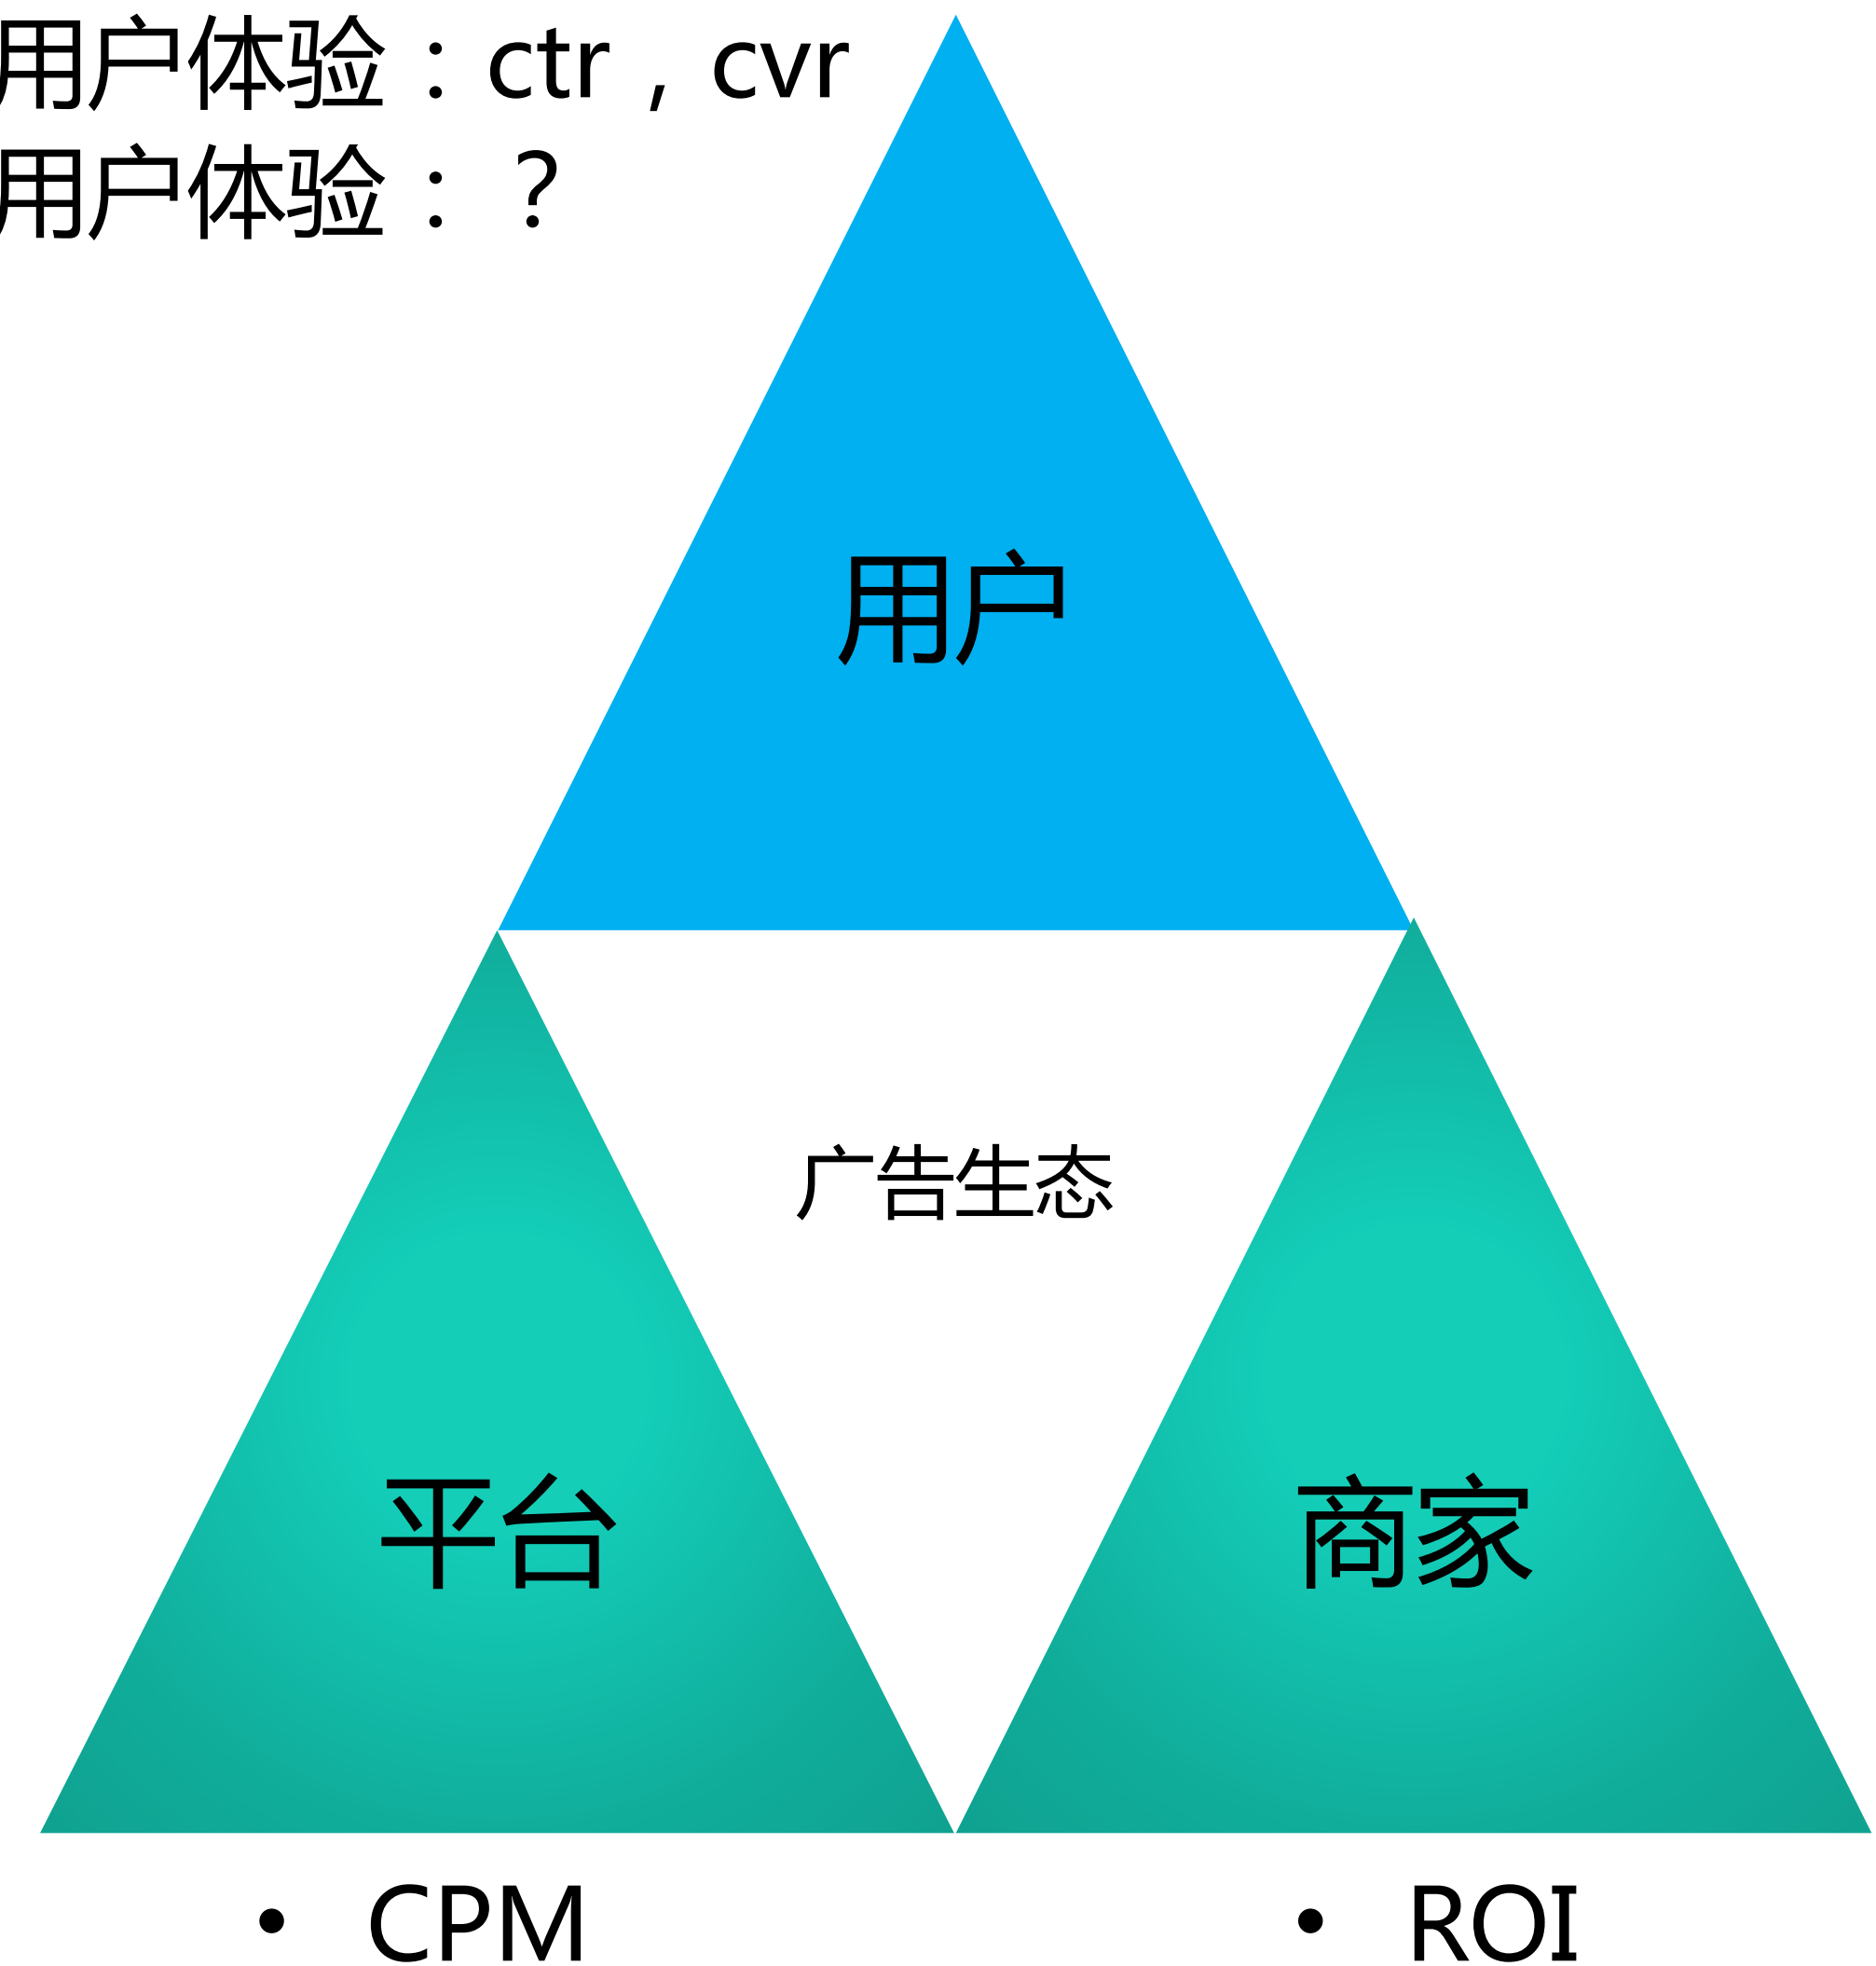 用户体验：ctr，cvr
用户体验：？
用户
广告生态
平台
商家
• CPM
• ROI